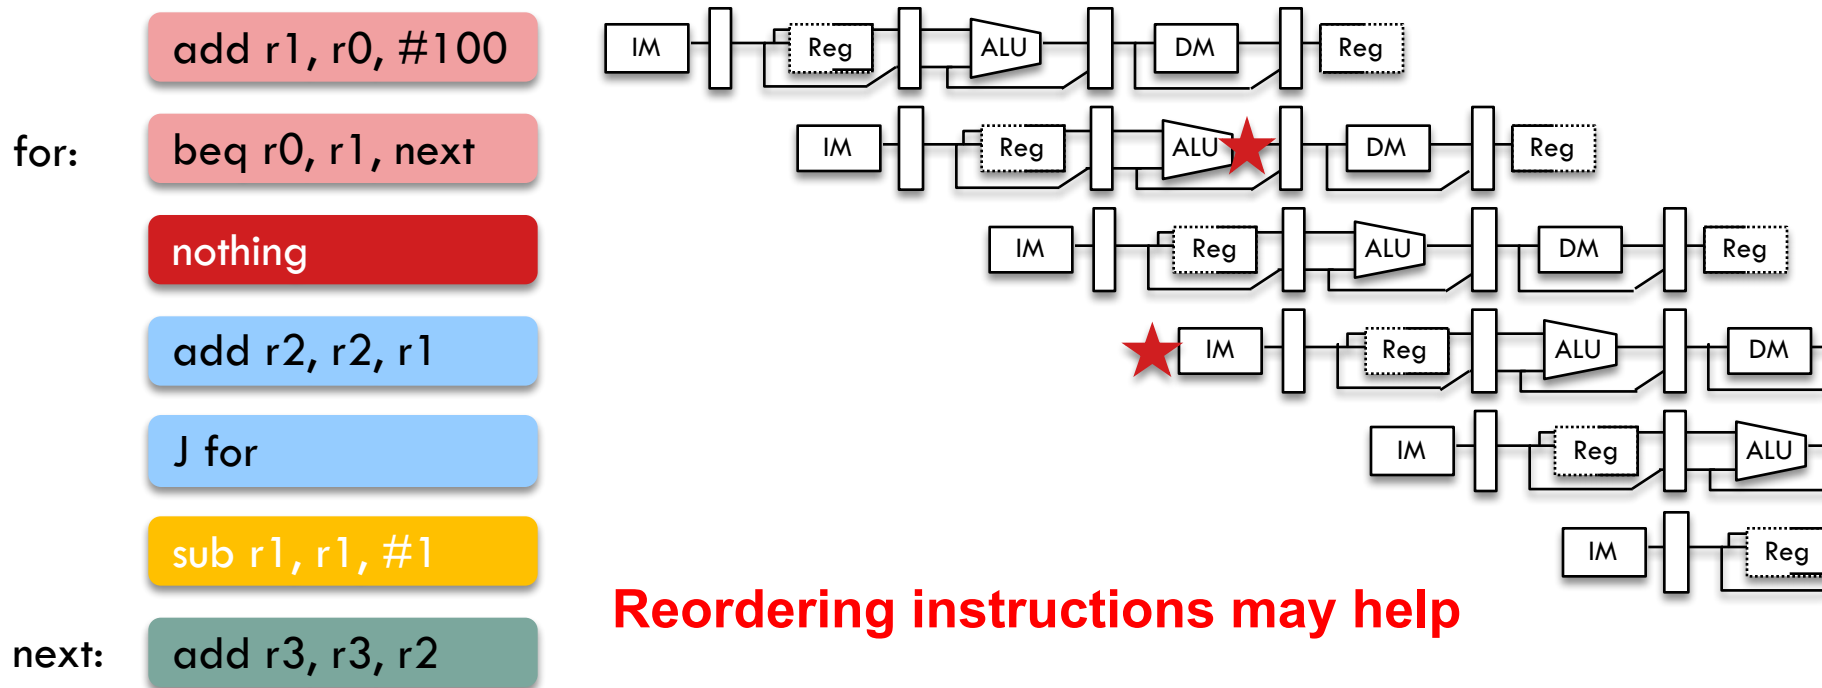 add r1, r0, #100
IM Reg ALU DM Reg
for: beq r0, r1, next
IM Reg ALU DM Reg
nothing
IM Reg ALU DM Reg
add r2, r2, r1
IM Reg ALU DM
J for
IM Reg ALU
sub r1, r1, #1
IM Reg
Reordering instructions may help
next: add r3, r3, r2